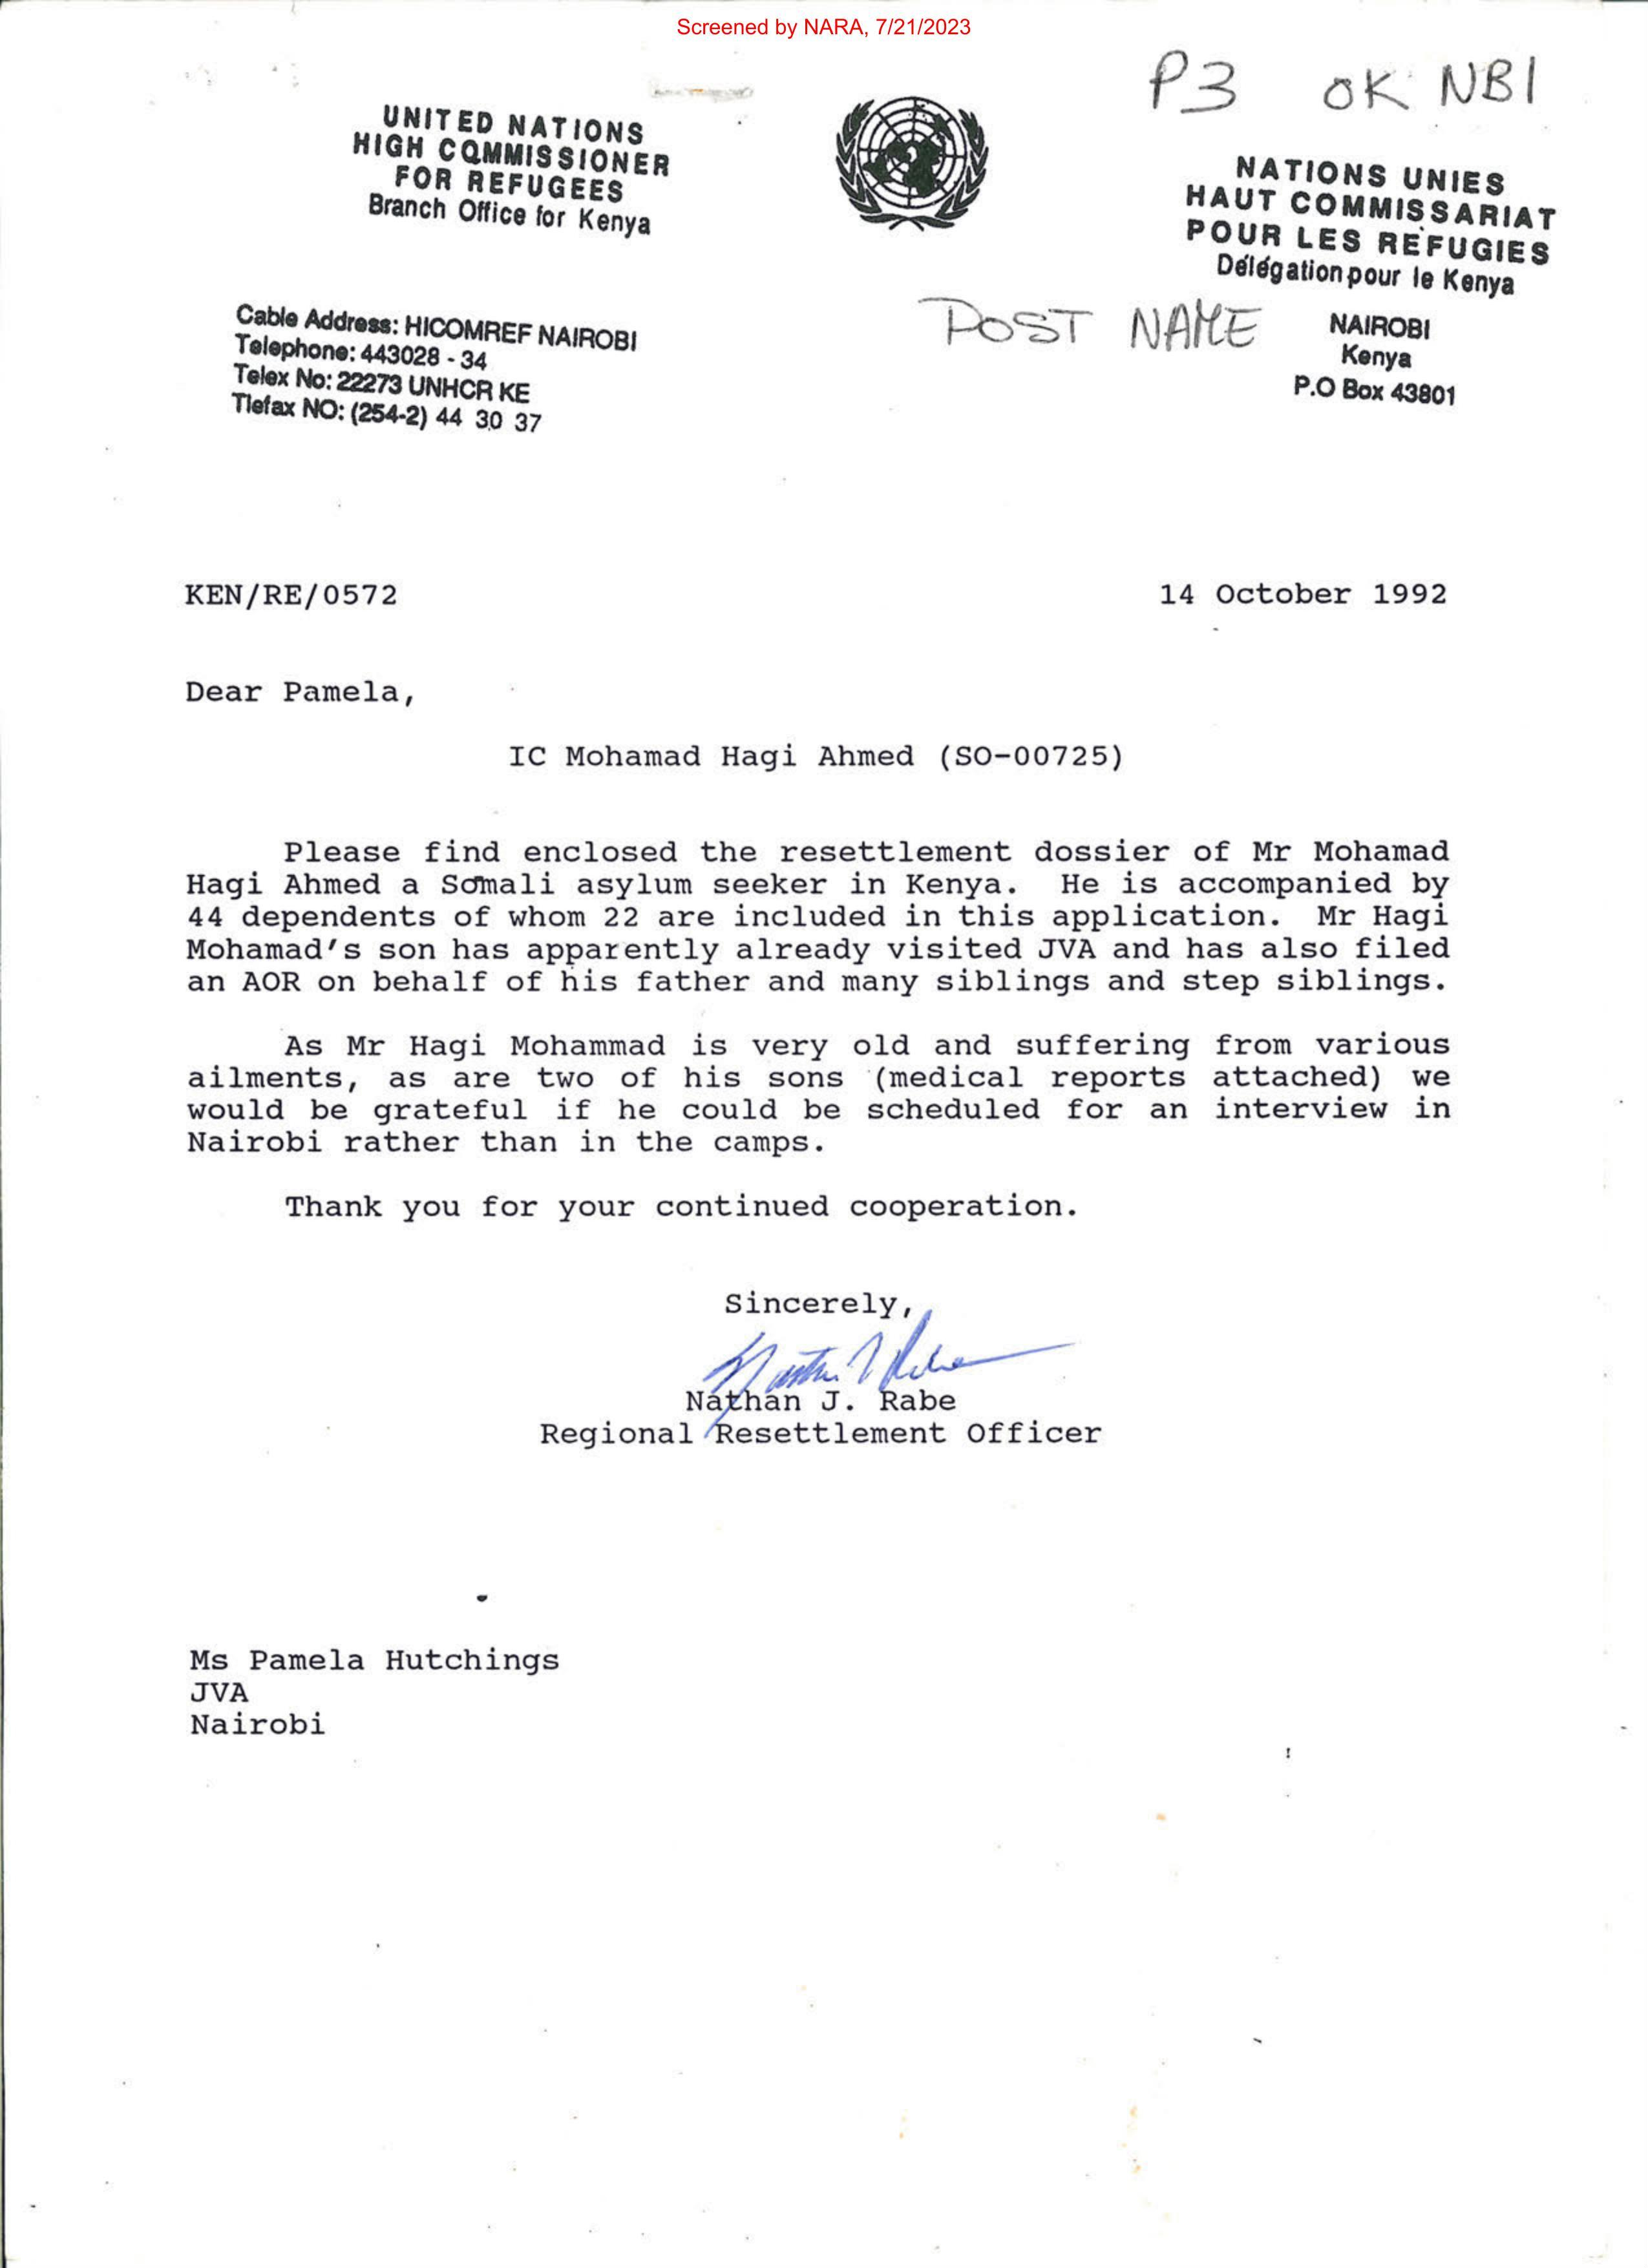 Screened by NARA, 7/21/2023
P3 OK NBI
UNITED NATIONS
HIGH COMMISSIONER
FOR REFUGEES
Branch Office for Kenya
NATIONS UNIES
HAUT COMMISSARIAT
POUR LES REFUGIES
Délégation pour le Kenya
Cable Address: HICOMREF NAIROBI
Telephone: 443028 - 34
Telex No: 22273 UNHCR KE
Tlefax NO: (254-2) 44 30 37
POST NAME
NAIROBI
Kenya
P.O Box 43801
KEN/RE/0572 14 October 1992
Dear Pamela,
IC Mohamad Hagi Ahmed (SO-00725)
Please find enclosed the resettlement dossier of Mr Mohamad
Hagi Ahmed a Somali asylum seeker in Kenya. He is accompanied by
44 dependents of whom 22 are included in this application. Mr Hagi
Mohamad's son has apparently already visited JVA and has also filed
an AOR on behalf of his father and many siblings and step siblings.
As Mr Hagi Mohammad is very old and suffering from various
ailments, as are two of his sons (medical reports attached) we
would be grateful if he could be scheduled for an interview in
Nairobi rather than in the camps.
Thank you for your continued cooperation.
Sincerely,
Nathan J. Rabe
Regional Resettlement Officer
Ms Pamela Hutchings
JVA
Nairobi